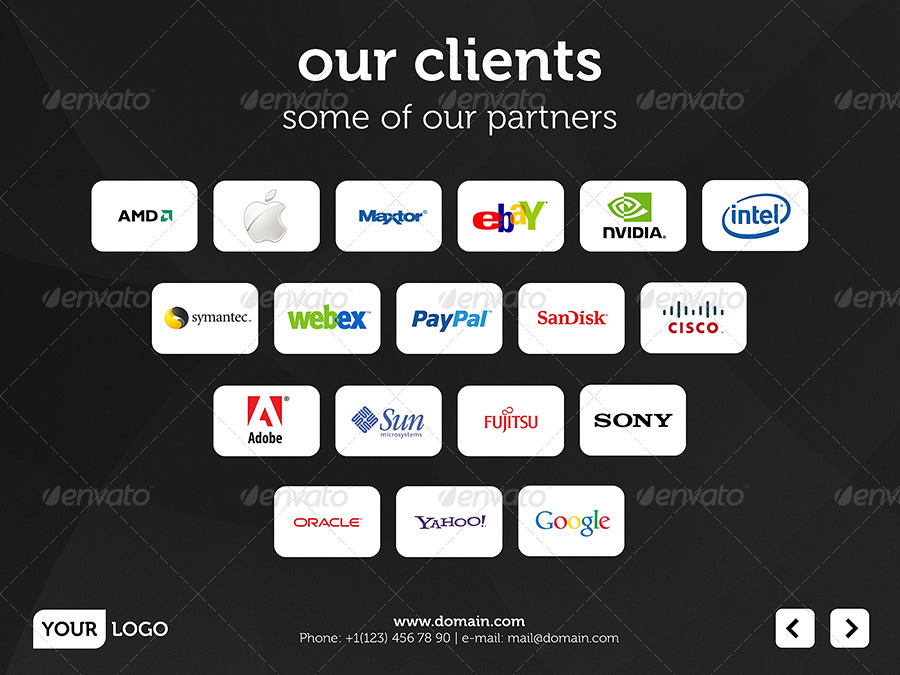 our clients
some of our partners
AMD
Maxtor®
ebaY
NVIDIA.
intel®
symantec.
webex™
PayPal™
SanDisk®
CISCO.
Adobe®
Sun
microsystems
FUJITSU
SONY
ORACLE®
YAHOO!
Google
YOUR LOGO
www.domain.com
Phone: +1(123) 456 78 90 | e-mail: mail@domain.com
envato